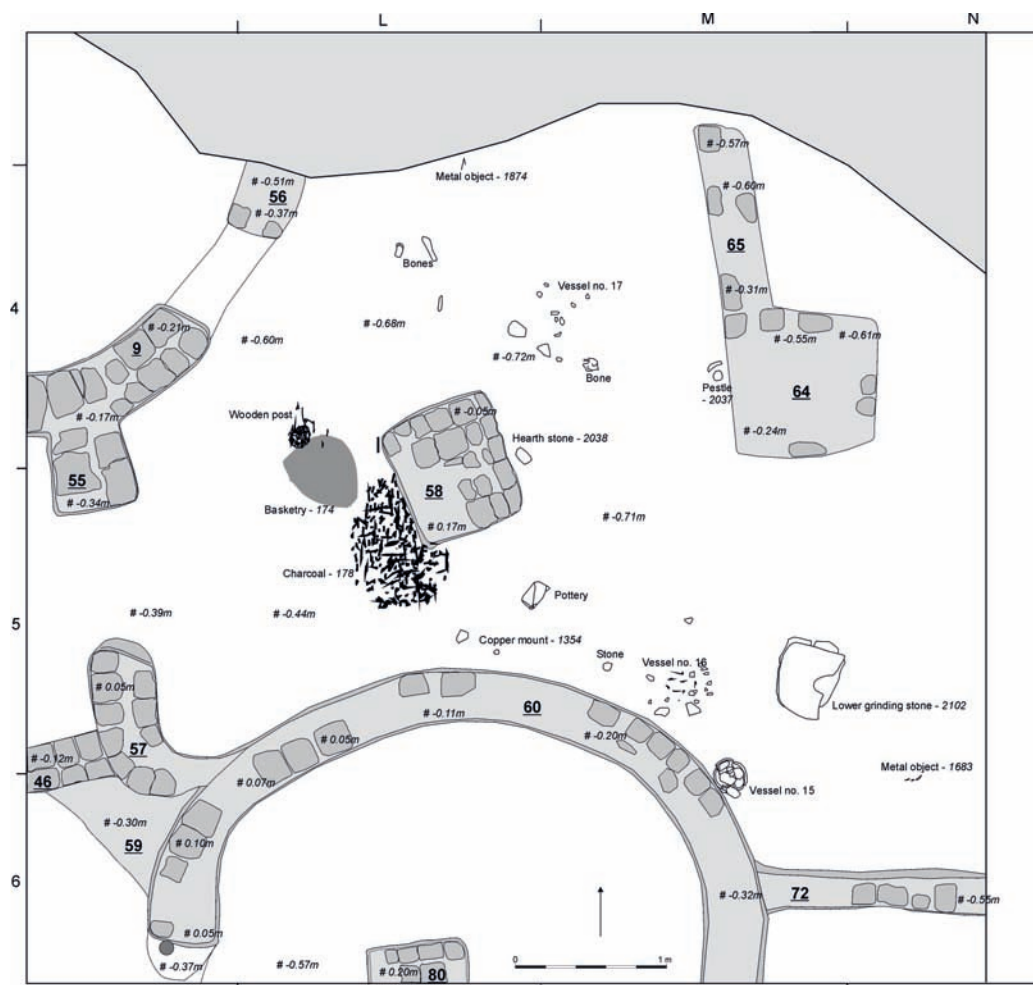 L M N
# -0.57m
# -0.51m
Metal object - 1874
56
# -0.60m
# -0.37m
65
Bones
Vessel no. 17
# -0.31m
4
# -0.21m
# -0.68m
# -0.60m
# -0.55m
# -0.61m
9
# -0.72m
Bone
Pestle
- 2037
64
# -0.17m
Wooden post
# -0.05m
# -0.24m
Hearth stone - 2038
55
58
# -0.34m
Basketry - 174
# 0.17m
# -0.71m
Charcoal - 178
Pottery
# -0.39m
# -0.44m
5
Copper mount - 1354
Stone
Vessel no. 16
# 0.05m
Lower grinding stone - 2102
60
# -0.11m
# -0.20m
# 0.05m
57
# -0.12m
Metal object - 1683
46
# 0.07m
Vessel no. 15
# -0.30m
59
# 0.10m
6
72
# -0.32m
# -0.55m
# 0.05m
# -0.37m
# -0.57m
# 0.20m
80
0 1 m